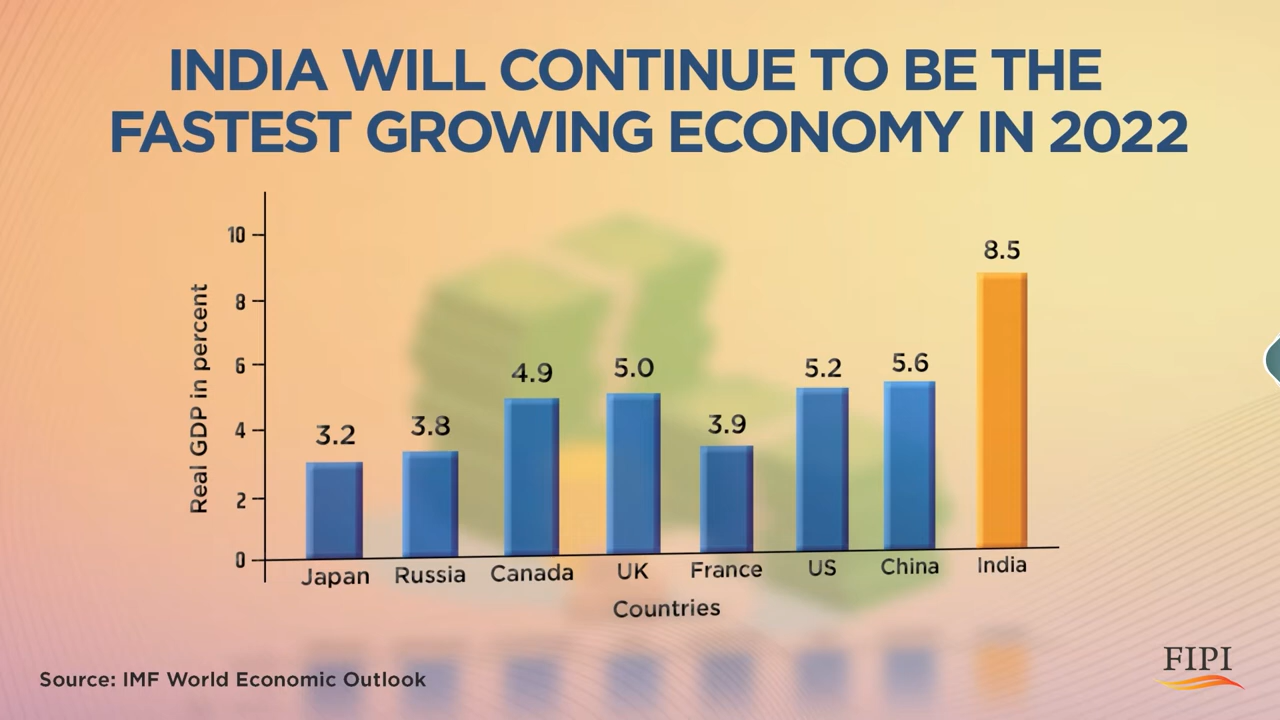 INDIA WILL CONTINUE TO BE THE
FASTEST GROWING ECONOMY IN 2022
Real GDP in percent
10
8
6
4
2
0
3.2
3.8
4.9
5.0
3.9
5.2
5.6
8.5
Japan
Russia
Canada
UK
France
US
China
India
Countries
Source: IMF World Economic Outlook
FIPI